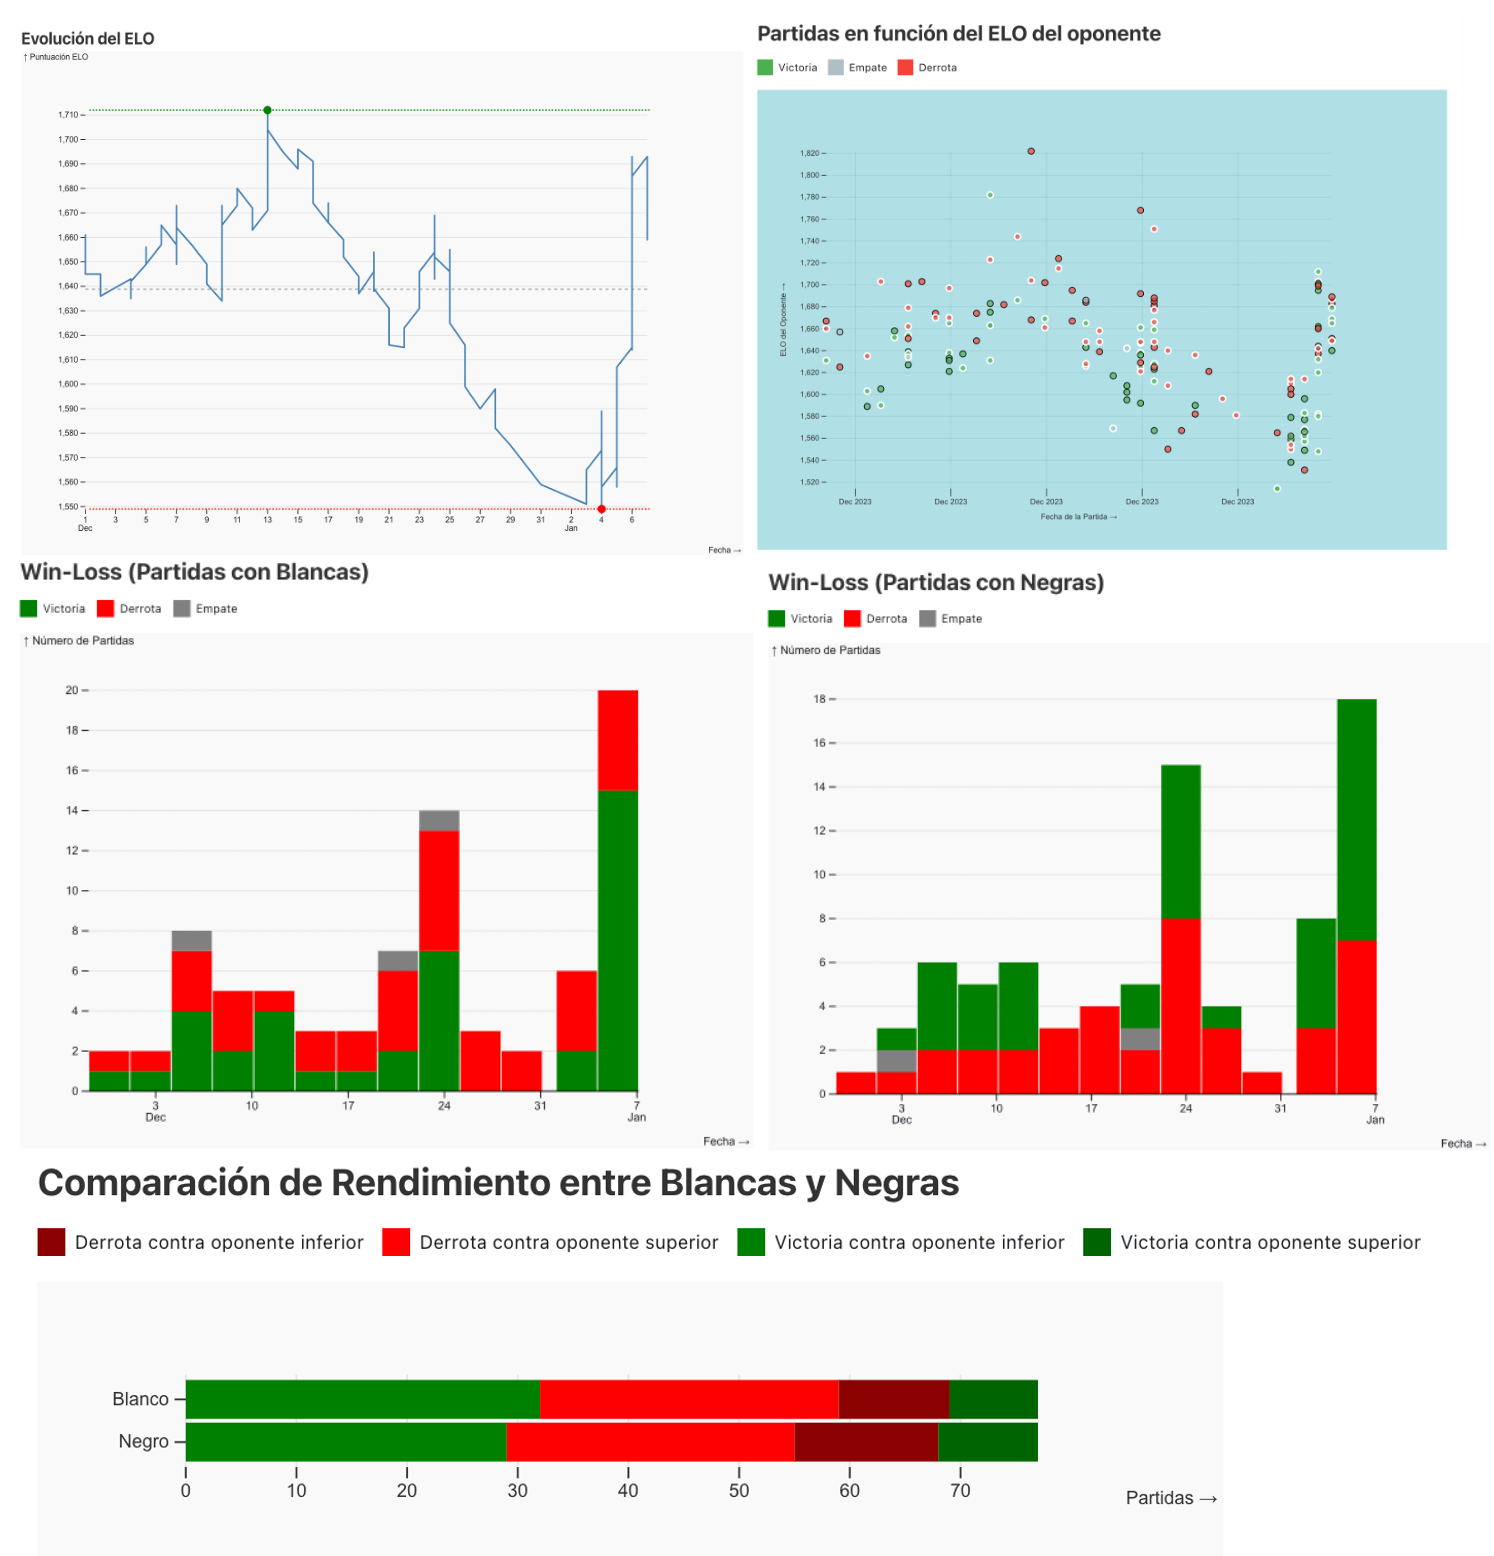 Evolución del ELO
↑ Puntuación ELO
1,710
1,700
1,690
1,680
1,670
1,660
1,650
1,640
1,630
1,620
1,610
1,600
1,590
1,580
1,570
1,560
1,550
1 3 5 7 9 11 13 15 17 19 21 23 25 27 29 31 2 4 6
Dec Jan
Fecha →
Partidas en función del ELO del oponente
Victoria Empate Derrota
1,820
1,800
1,780
1,760
1,740
1,720
1,700
1,680
1,660
1,640
1,620
1,600
1,580
1,560
1,540
1,520
ELO del Oponente →
Dec 2023 Dec 2023 Dec 2023 Dec 2023 Dec 2023
Fecha de la Partida →
Win-Loss (Partidas con Blancas)
Victoria Derrota Empate
↑ Número de Partidas
20
18
16
14
12
10
8
6
4
2
0
3 10 17 24 31 7
Dec Jan
Fecha →
Win-Loss (Partidas con Negras)
Victoria Derrota Empate
↑ Número de Partidas
18
16
14
12
10
8
6
4
2
0
3 10 17 24 31 7
Dec Jan
Fecha →
Comparación de Rendimiento entre Blancas y Negras
Derrota contra oponente inferior Derrota contra oponente superior Victoria contra oponente inferior Victoria contra oponente superior
Blanco
Negro
0 10 20 30 40 50 60 70
Partidas →